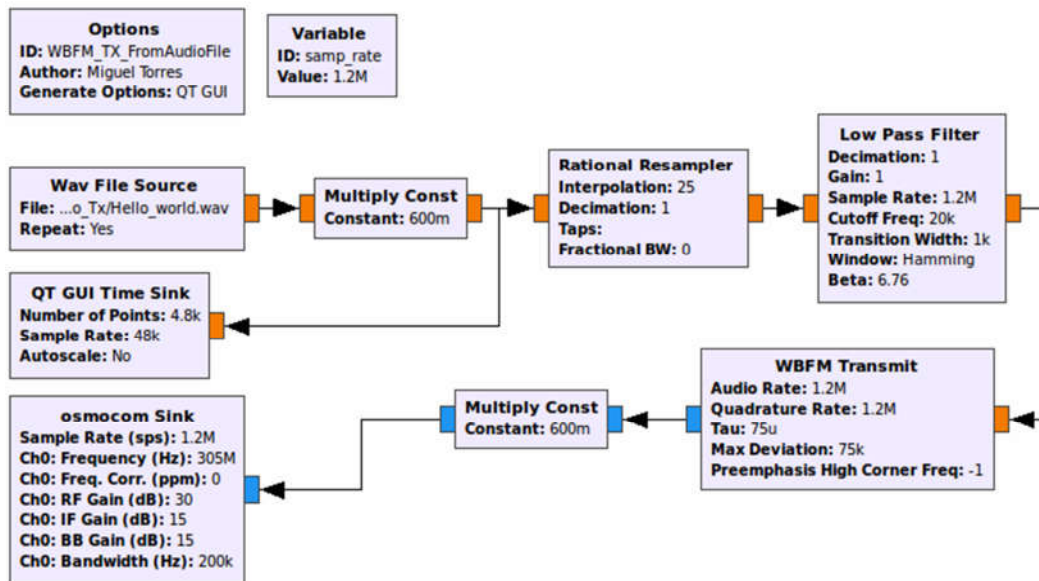 Options
ID: WBFM_TX_FromAudioFile
Author: Miguel Torres
Generate Options: QT GUI
Variable
ID: samp_rate
Value: 1.2M
Wav File Source
File: ...o_Tx/Hello_world.wav
Repeat: Yes
Multiply Const
Constant: 600m
Rational Resampler
Interpolation: 25
Decimation: 1
Taps:
Fractional BW: 0
Low Pass Filter
Decimation: 1
Gain: 1
Sample Rate: 1.2M
Cutoff Freq: 20k
Transition Width: 1k
Window: Hamming
Beta: 6.76
QT GUI Time Sink
Number of Points: 4.8k
Sample Rate: 48k
Autoscale: No
WBFM Transmit
Audio Rate: 1.2M
Quadrature Rate: 1.2M
Tau: 75u
Max Deviation: 75k
Preemphasis High Corner Freq: -1
Multiply Const
Constant: 600m
osmocom Sink
Sample Rate (sps): 1.2M
Ch0: Frequency (Hz): 305M
Ch0: Freq. Corr. (ppm): 0
Ch0: RF Gain (dB): 30
Ch0: IF Gain (dB): 15
Ch0: BB Gain (dB): 15
Ch0: Bandwidth (Hz): 200k